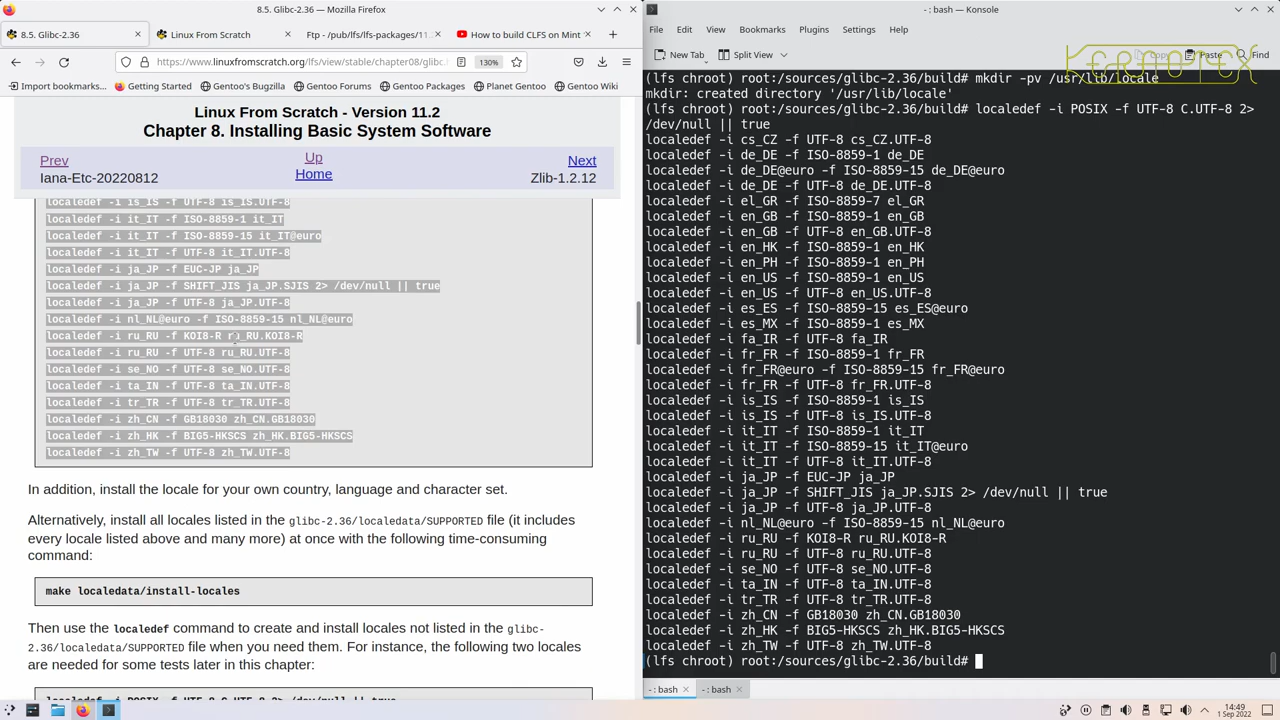 8.5. Glibc-2.36 — Mozilla Firefox
8.5. Glibc-2.36
Linux From Scratch
Ftp - /pub/lfs/lfs-packages/11.
How to build CLFS on Mint
https://www.linuxfromscratch.org/lfs/view/stable/chapter08/glibc.
130%
Import bookmarks...
Getting Started
Gentoo's Bugzilla
Gentoo Forums
Gentoo Packages
Planet Gentoo
Gentoo Wiki
Linux From Scratch - Version 11.2
Chapter 8. Installing Basic System Software
Prev
Up
Next
Iana-Etc-20220812
Home
Zlib-1.2.12
localedef -i is_IS -f UTF-8 is_IS.UTF-8
localedef -i it_IT -f ISO-8859-1 it_IT
localedef -i it_IT -f ISO-8859-15 it_IT@euro
localedef -i it_IT -f UTF-8 it_IT.UTF-8
localedef -i ja_JP -f EUC-JP ja_JP
localedef -i ja_JP -f SHIFT_JIS ja_JP.SJIS 2> /dev/null || true
localedef -i ja_JP -f UTF-8 ja_JP.UTF-8
localedef -i nl_NL@euro -f ISO-8859-15 nl_NL@euro
localedef -i ru_RU -f KOI8-R ru_RU.KOI8-R
localedef -i ru_RU -f UTF-8 ru_RU.UTF-8
localedef -i se_NO -f UTF-8 se_NO.UTF-8
localedef -i ta_IN -f UTF-8 ta_IN.UTF-8
localedef -i tr_TR -f UTF-8 tr_TR.UTF-8
localedef -i zh_CN -f GB18030 zh_CN.GB18030
localedef -i zh_HK -f BIG5-HKSCS zh_HK.BIG5-HKSCS
localedef -i zh_TW -f UTF-8 zh_TW.UTF-8
In addition, install the locale for your own country, language and character set.
Alternatively, install all locales listed in the glibc-2.36/localedata/SUPPORTED file (it includes
every locale listed above and many more) at once with the following time-consuming
command:
make localedata/install-locales
Then use the localedef command to create and install locales not listed in the glibc-
2.36/localedata/SUPPORTED file when you need them. For instance, the following two locales
are needed for some tests later in this chapter:
localedef -i POSIX -f UTF-8 C.UTF-8 2> /dev/null || true
- : bash — Konsole
File
Edit
View
Bookmarks
Plugins
Settings
Help
New Tab
Split View
Copy
Paste
Find
KERNOTEX
(lfs chroot) root:/sources/glibc-2.36/build# mkdir -pv /usr/lib/locale
mkdir: created directory '/usr/lib/locale'
(lfs chroot) root:/sources/glibc-2.36/build# localedef -i POSIX -f UTF-8 C.UTF-8 2>
/dev/null || true
localedef -i cs_CZ -f UTF-8 cs_CZ.UTF-8
localedef -i de_DE -f ISO-8859-1 de_DE
localedef -i de_DE@euro -f ISO-8859-15 de_DE@euro
localedef -i de_DE -f UTF-8 de_DE.UTF-8
localedef -i el_GR -f ISO-8859-7 el_GR
localedef -i en_GB -f ISO-8859-1 en_GB
localedef -i en_GB -f UTF-8 en_GB.UTF-8
localedef -i en_HK -f ISO-8859-1 en_HK
localedef -i en_PH -f ISO-8859-1 en_PH
localedef -i en_US -f ISO-8859-1 en_US
localedef -i en_US -f UTF-8 en_US.UTF-8
localedef -i es_ES -f ISO-8859-15 es_ES@euro
localedef -i es_MX -f ISO-8859-1 es_MX
localedef -i fa_IR -f UTF-8 fa_IR
localedef -i fr_FR -f ISO-8859-1 fr_FR
localedef -i fr_FR@euro -f ISO-8859-15 fr_FR@euro
localedef -i fr_FR -f UTF-8 fr_FR.UTF-8
localedef -i is_IS -f ISO-8859-1 is_IS
localedef -i is_IS -f UTF-8 is_IS.UTF-8
localedef -i it_IT -f ISO-8859-1 it_IT
localedef -i it_IT -f ISO-8859-15 it_IT@euro
localedef -i it_IT -f UTF-8 it_IT.UTF-8
localedef -i ja_JP -f EUC-JP ja_JP
localedef -i ja_JP -f SHIFT_JIS ja_JP.SJIS 2> /dev/null || true
localedef -i ja_JP -f UTF-8 ja_JP.UTF-8
localedef -i nl_NL@euro -f ISO-8859-15 nl_NL@euro
localedef -i ru_RU -f KOI8-R ru_RU.KOI8-R
localedef -i ru_RU -f UTF-8 ru_RU.UTF-8
localedef -i se_NO -f UTF-8 se_NO.UTF-8
localedef -i ta_IN -f UTF-8 ta_IN.UTF-8
localedef -i tr_TR -f UTF-8 tr_TR.UTF-8
localedef -i zh_CN -f GB18030 zh_CN.GB18030
localedef -i zh_HK -f BIG5-HKSCS zh_HK.BIG5-HKSCS
localedef -i zh_TW -f UTF-8 zh_TW.UTF-8
(lfs chroot) root:/sources/glibc-2.36/build#
- : bash
- : bash
14:49
1 Sep 2022